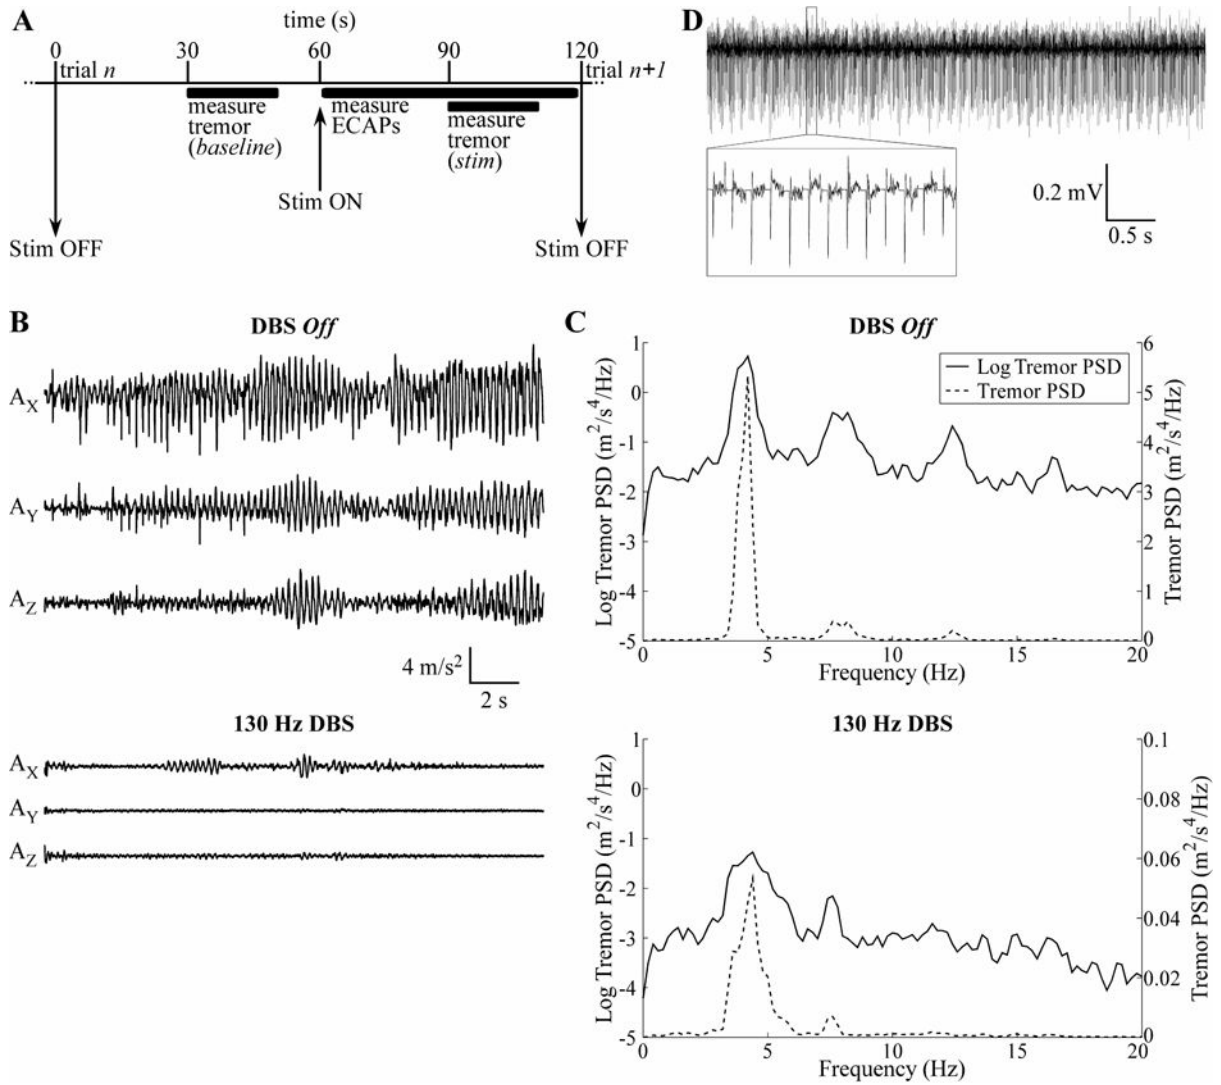 A
time (s)
0 30 60 90 120
trial n
trial n+1
measure
tremor
(baseline)
measure
ECAPs
measure
tremor
(stim)
Stim ON
Stim OFF
Stim OFF
D
0.2 mV
0.5 s
B
DBS Off
AX
AY
AZ
4 m/s2
2 s
130 Hz DBS
AX
AY
AZ
C
DBS Off
Log Tremor PSD
Tremor PSD
Log Tremor PSD (m2/s4/Hz)
1
0
-1
-2
-3
-4
-5
Tremor PSD (m2/s4/Hz)
6
5
4
3
2
1
0
0 5 10 15 20
Frequency (Hz)
130 Hz DBS
Log Tremor PSD (m2/s4/Hz)
1
0
-1
-2
-3
-4
-5
Tremor PSD (m2/s4/Hz)
0.1
0.08
0.06
0.04
0.02
0
0 5 10 15 20
Frequency (Hz)